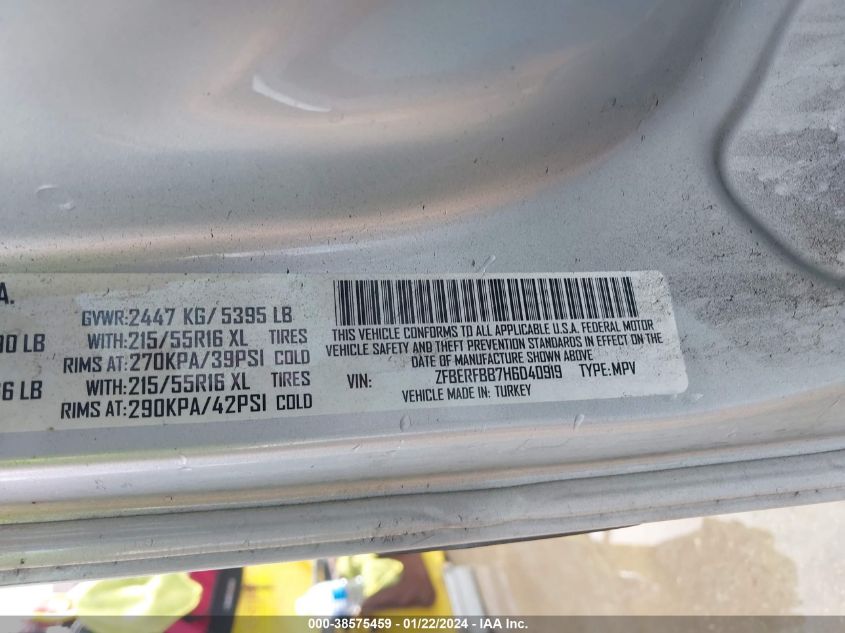 A.
GVWR:2447 KG/ 5395 LB
LB WITH:215/55R16 XL TIRES
RIMS AT:270KPA/39PSI COLD
6 LB WITH:215/55R16 XL TIRES
RIMS AT:290KPA/42PSI COLD
THIS VEHICLE CONFORMS TO ALL APPLICABLE U.S.A. FEDERAL MOTOR
VEHICLE SAFETY AND THEFT PREVENTION STANDARDS IN EFFECT ON THE
DATE OF MANUFACTURE SHOWN ABOVE
VIN: ZFBERFBB7H6D40919 TYPE:MPV
VEHICLE MADE IN: TURKEY
000-38575459 - 01/22/2024 - IAA Inc.